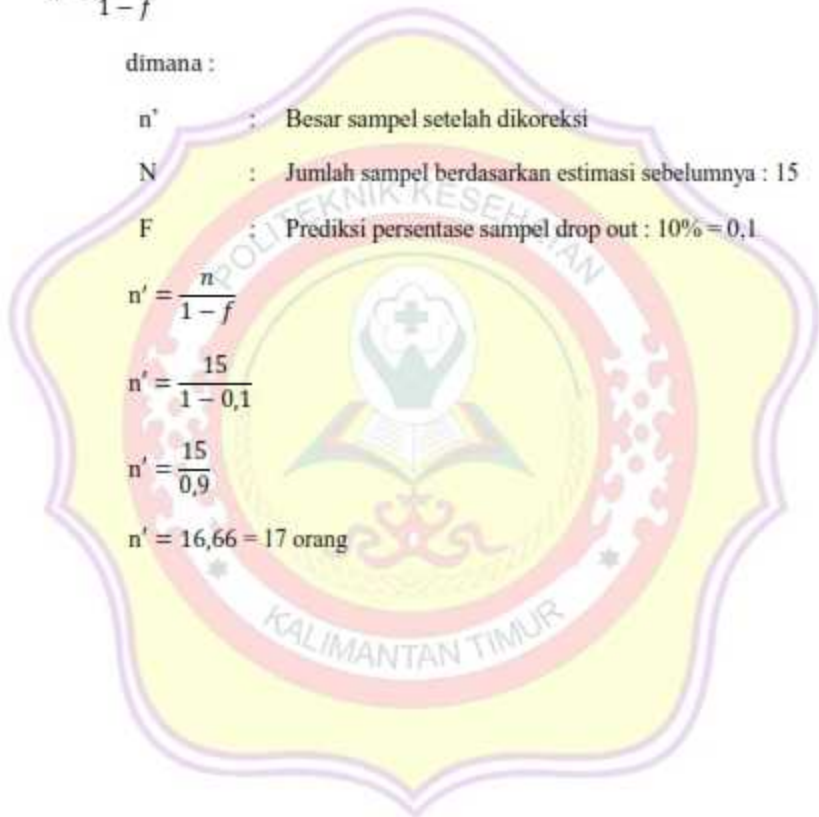 1 − f
dimana :
n' : Besar sampel setelah dikoreksi
N : Jumlah sampel berdasarkan estimasi sebelumnya : 15
F : Prediksi persentase sampel drop out : 10% = 0,1
n′ = n / 1 − f
n′ = 15 / 1 − 0,1
n′ = 15 / 0,9
n′ = 16,66 = 17 orang
POLITEKNIK KESEHATAN
KALIMANTAN TIMUR